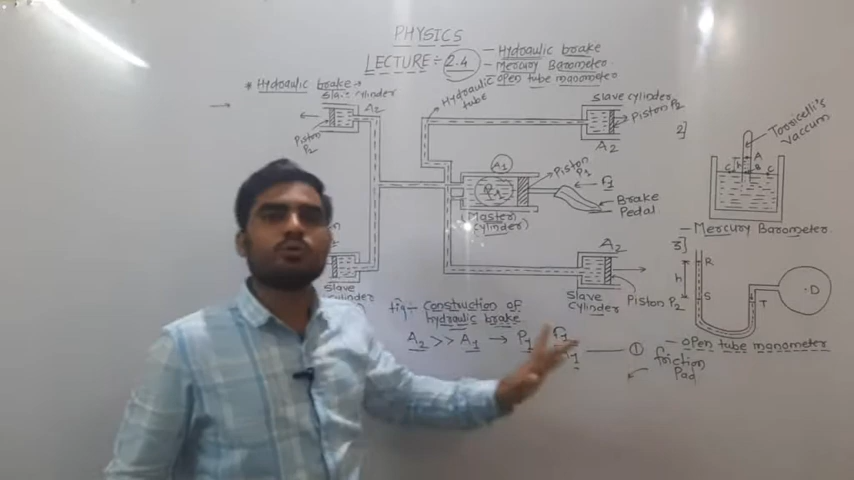 PHYSICS
LECTURE÷ 2.4
- Hydraulic brake
- Mercury Barometer
- open tube manometer
* Hydraulic brake →
Slave cylinder
A2
Piston
P2
Hydraulic
tube
Slave cylinder
Piston P2
A2
A1
Piston
F1
Brake
Pedal
(Master
cylinder)
Slave
A2
Slave
Cylinder
Piston P2
fig÷ Construction of
hydraulic brake
A2 >> A1 → P1
F1
①
friction
Pad
2]
Torricelli's
vaccum
A
B
C
- Mercury Barometer.
3]
R
h
S
T
D
- open tube manometer